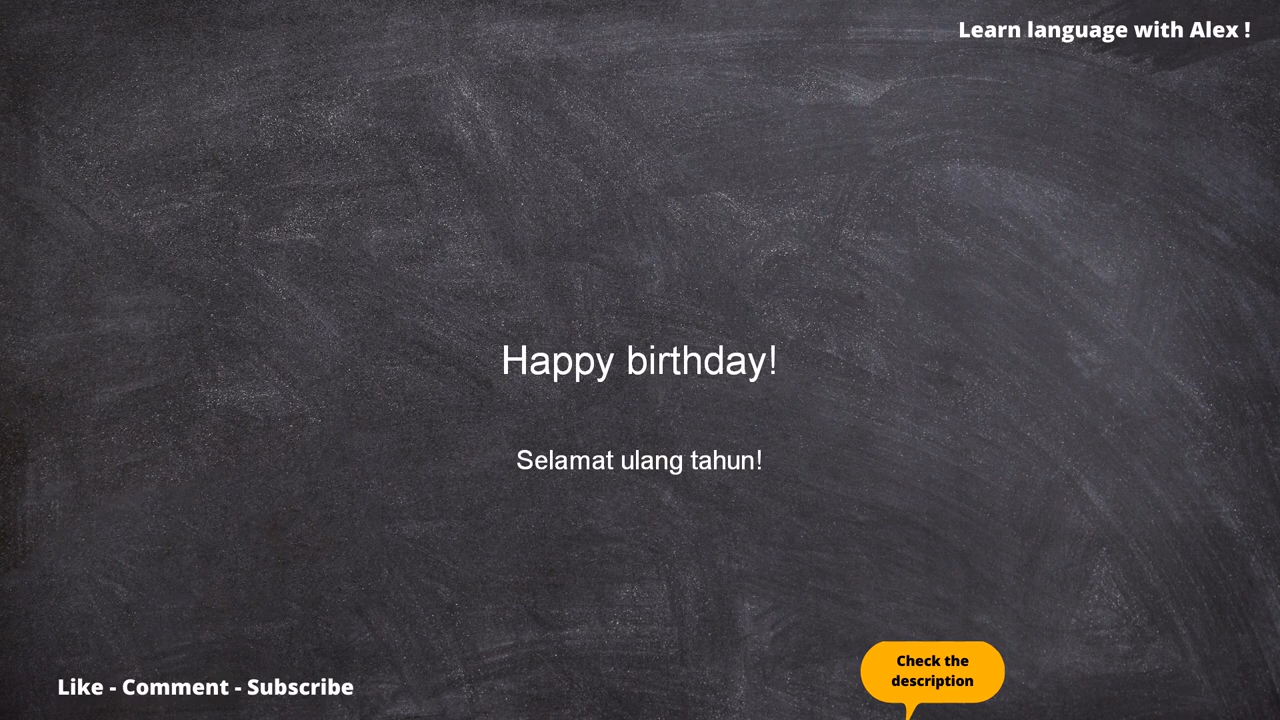 Learn language with Alex !
Happy birthday!
Selamat ulang tahun!
Like - Comment - Subscribe
Check the
description